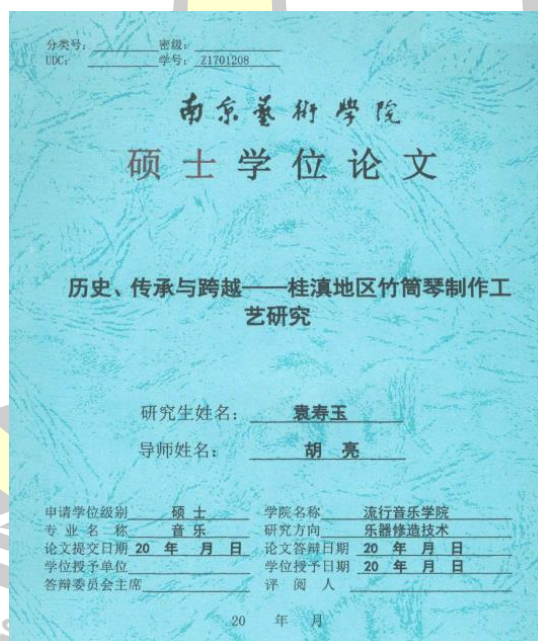 分类号： 密级：
UDC： 学号： Z1701208
南京藝術學院
硕士学位论文
历史、传承与跨越——桂滇地区竹筒琴制作工
艺研究
研究生姓名： 袁寿玉
导师姓名： 胡 亮
申请学位级别 硕 士 学院名称 流行音乐学院
专 业 名 称 音 乐 研究方向 乐器修造技术
论文提交日期 20 年 月 日 论文答辩日期 20 年 月 日
学位授予单位 学位授予日期 20 年 月 日
答辩委员会主席 评 阅 人
20 年 月